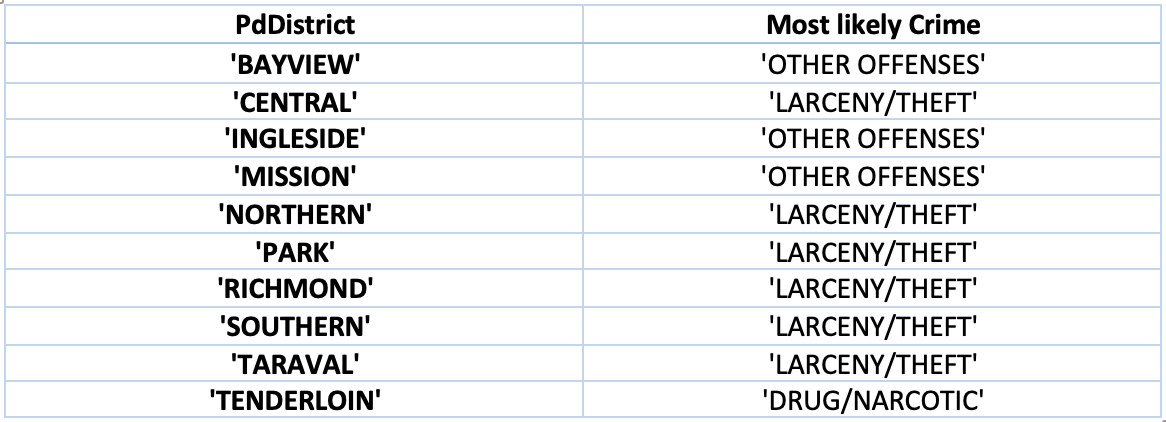 PdDistrict Most likely Crime
'BAYVIEW' 'OTHER OFFENSES'
'CENTRAL' 'LARCENY/THEFT'
'INGLESIDE' 'OTHER OFFENSES'
'MISSION' 'OTHER OFFENSES'
'NORTHERN' 'LARCENY/THEFT'
'PARK' 'LARCENY/THEFT'
'RICHMOND' 'LARCENY/THEFT'
'SOUTHERN' 'LARCENY/THEFT'
'TARAVAL' 'LARCENY/THEFT'
'TENDERLOIN' 'DRUG/NARCOTIC'